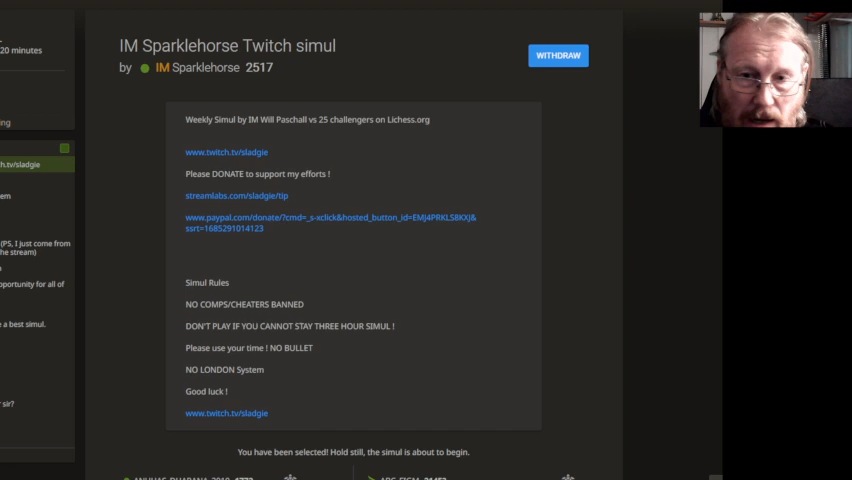 20 minutes
ing
h.tv/sladgie
em
(PS, I just come from
he stream)
pportunity for all of
e a best simul.
sir?
IM Sparklehorse Twitch simul
by IM Sparklehorse 2517
WITHDRAW
Weekly Simul by IM Will Paschall vs 25 challengers on Lichess.org
www.twitch.tv/sladgie
Please DONATE to support my efforts !
streamlabs.com/sladgie/tip
www.paypal.com/donate/?cmd=_s-xclick&hosted_button_id=EMJ4PRKLS8KXJ&
ssrt=1685291014123
Simul Rules
NO COMPS/CHEATERS BANNED
DON'T PLAY IF YOU CANNOT STAY THREE HOUR SIMUL !
Please use your time ! NO BULLET
NO LONDON System
Good luck !
www.twitch.tv/sladgie
You have been selected! Hold still, the simul is about to begin.